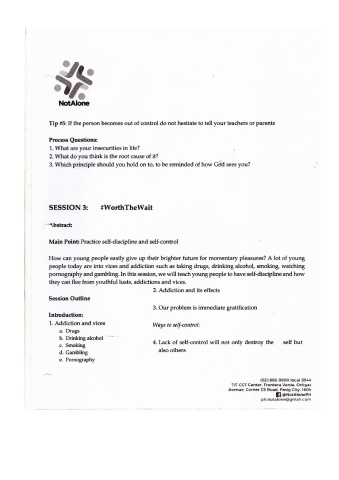 NotAlone
Tip #5: If the person becomes out of control do not hesitate to tell your teachers or parents
Process Questions:
1. What are your insecurities in life?
2. What do you think is the root cause of it?
3. Which principle should you hold on to, to be reminded of how God sees you?
SESSION 3: #WorthTheWait
Abstract:
Main Point: Practice self-discipline and self-control
How can young people easily give up their brighter future for momentary pleasures? A lot of young
people today are into vices and addiction such as taking drugs, drinking alcohol, smoking, watching
pornography and gambling. In this session, we will teach young people to have self-discipline and how
they can flee from youthful lusts, addictions and vices.
Session Outline
Introduction:
1. Addiction and vices
a. Drugs
b. Drinking alcohol
c. Smoking
d. Gambling
e. Pornography
2. Addiction and its effects
3. Our problem is immediate gratification
Ways to self-control:
4. Lack of self-control will not only destroy the self but
also others
(02) 866 9900 local 8944
7/F CCT Center, Frontera Verde, Ortigas
Avenue, Corner C5 Road, Pasig City, 1604
@NotAlonePH
ph.notalone@gmail.com